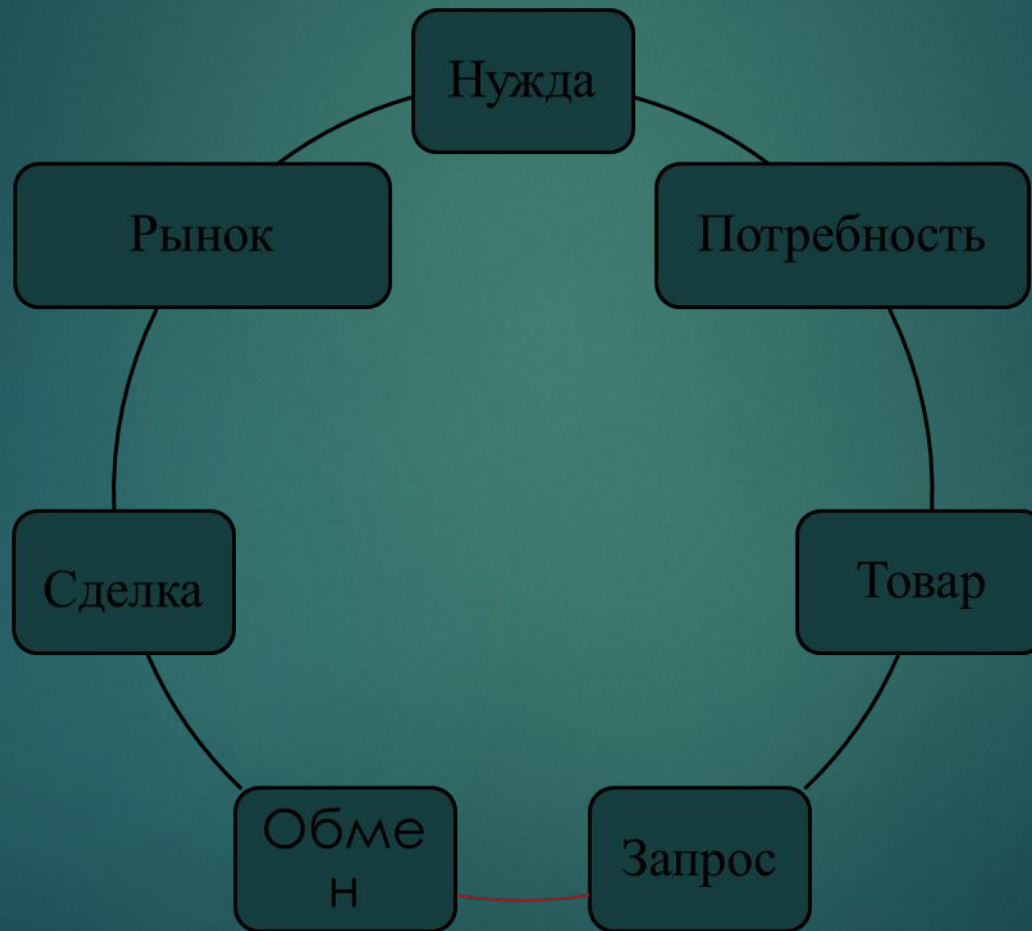 Нужда
Рынок
Потребность
Сделка
Товар
Обме
н
Запрос